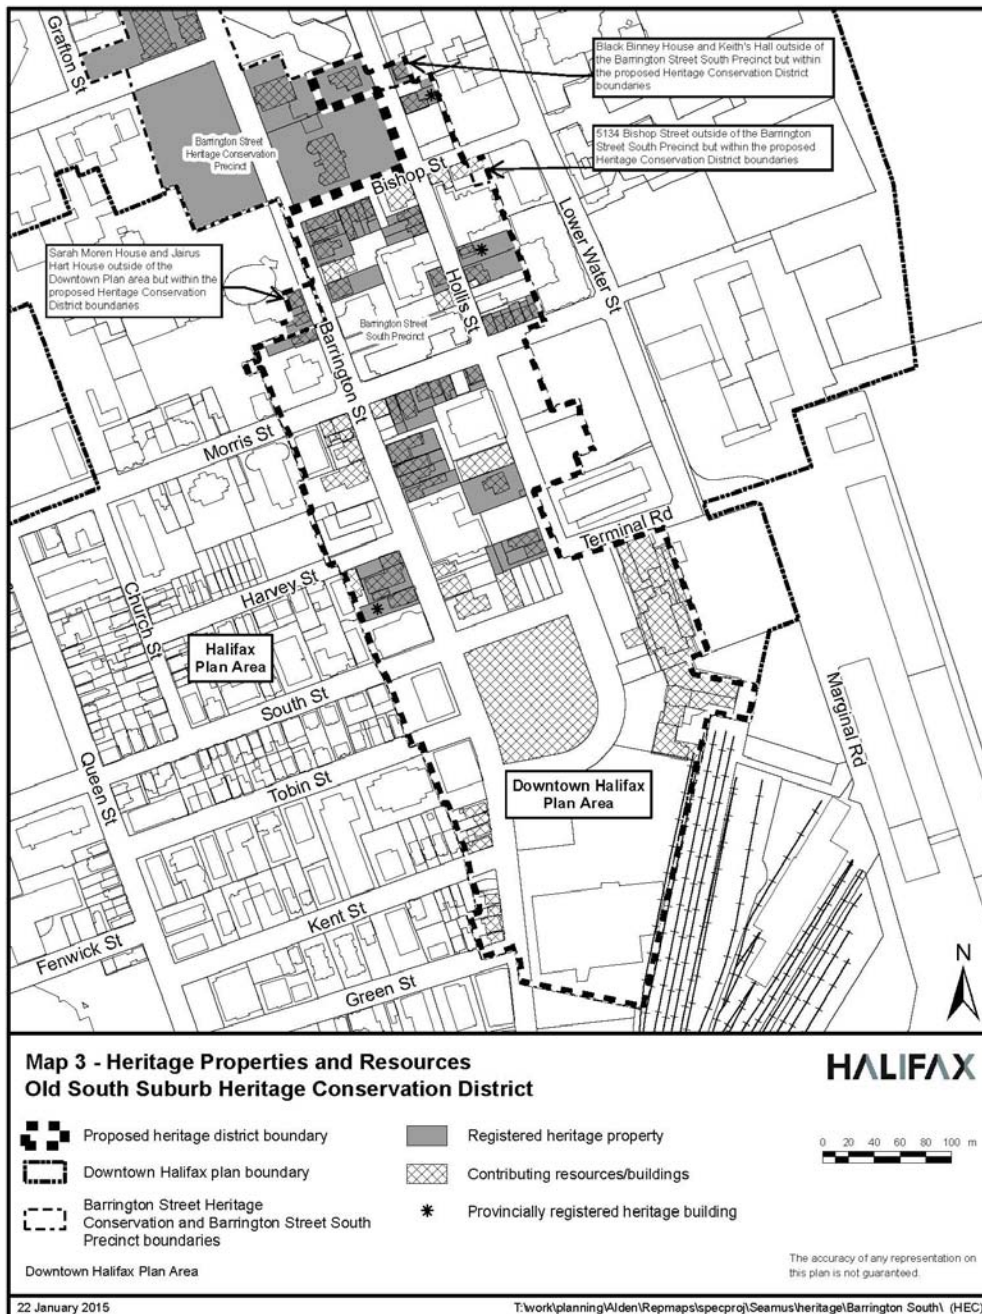 Grafton St
Black Binney House and Keith's Hall outside of
the Barrington Street South Precinct but within
the proposed Heritage Conservation District
boundaries
5134 Bishop Street outside of the Barrington
Street South Precinct but within the proposed
Heritage Conservation District boundaries
Barrington Street
Heritage Conservation
Precinct
Bishop St
Lower Water St
Sarah Moren House and Jairus
Hart House outside of the
Downtown Plan area but within the
proposed Heritage Conservation
District boundaries
Hollis St
Barrington Street
South Precinct
Barrington St
Morris St
Terminal Rd
Harvey St
Church St
Halifax
Plan Area
South St
Marginal Rd
Queen St
Tobin St
Downtown Halifax
Plan Area
Kent St
Fenwick St
Green St
N
Map 3 - Heritage Properties and Resources
Old South Suburb Heritage Conservation District
HALIFAX
Proposed heritage district boundary
Registered heritage property
0 20 40 60 80 100 m
Downtown Halifax plan boundary
Contributing resources/buildings
Barrington Street Heritage
Conservation and Barrington Street South
Precinct boundaries
Provincially registered heritage building
Downtown Halifax Plan Area
The accuracy of any representation on
this plan is not guaranteed.
22 January 2015
T:\work\planning\Alden\Repmaps\specproj\Seamus\heritage\Barrington South\ (HEC)